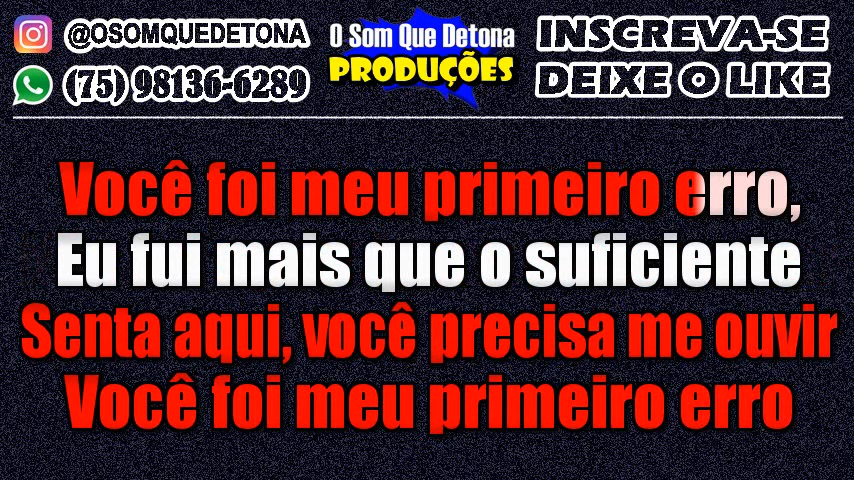 @OSOMQUEDETONA
(75) 98136-6289
O Som Que Detona
PRODUÇÕES
INSCREVA-SE
DEIXE O LIKE
Você foi meu primeiro erro,
Eu fui mais que o suficiente
Senta aqui, você precisa me ouvir
Você foi meu primeiro erro